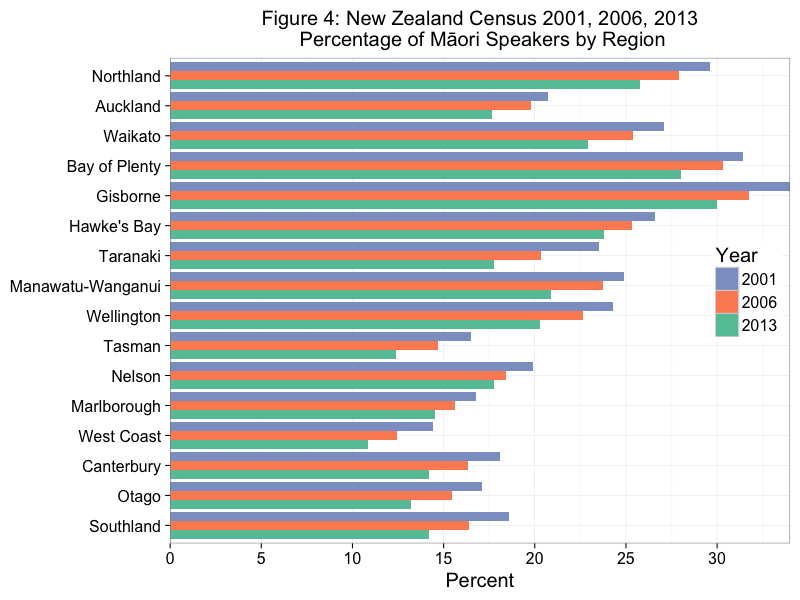 Figure 4: New Zealand Census 2001, 2006, 2013
Percentage of Māori Speakers by Region
Northland
Auckland
Waikato
Bay of Plenty
Gisborne
Hawke's Bay
Taranaki
Manawatu-Wanganui
Wellington
Tasman
Nelson
Marlborough
West Coast
Canterbury
Otago
Southland
Year
2001
2006
2013
0 5 10 15 20 25 30
Percent